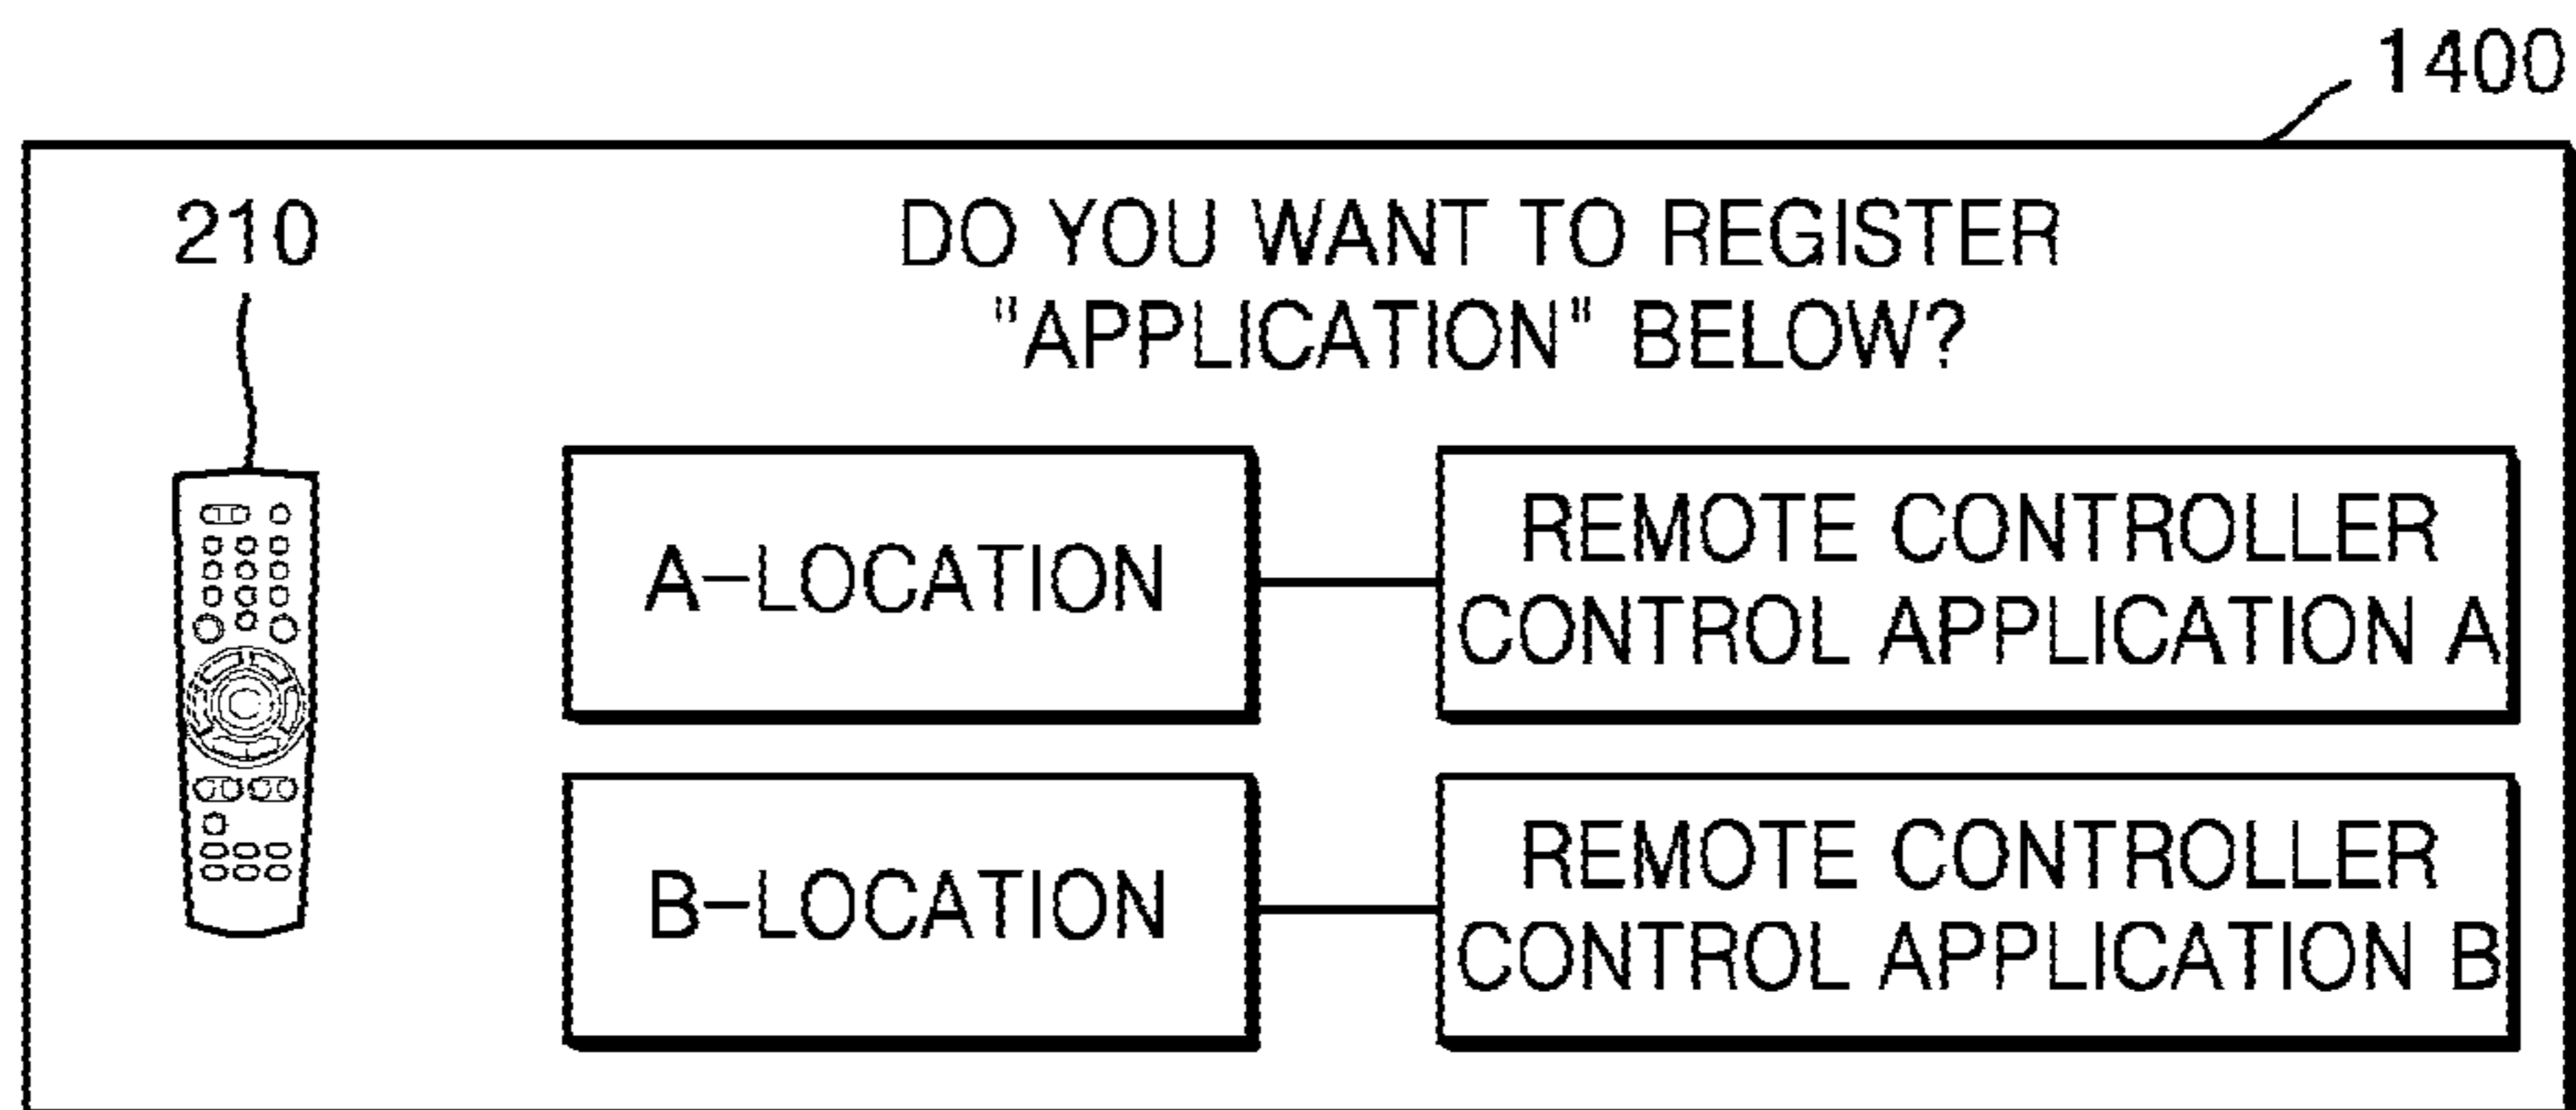 1400
210
DO YOU WANT TO REGISTER
"APPLICATION" BELOW?
A-LOCATION
REMOTE CONTROLLER
CONTROL APPLICATION A
B-LOCATION
REMOTE CONTROLLER
CONTROL APPLICATION B